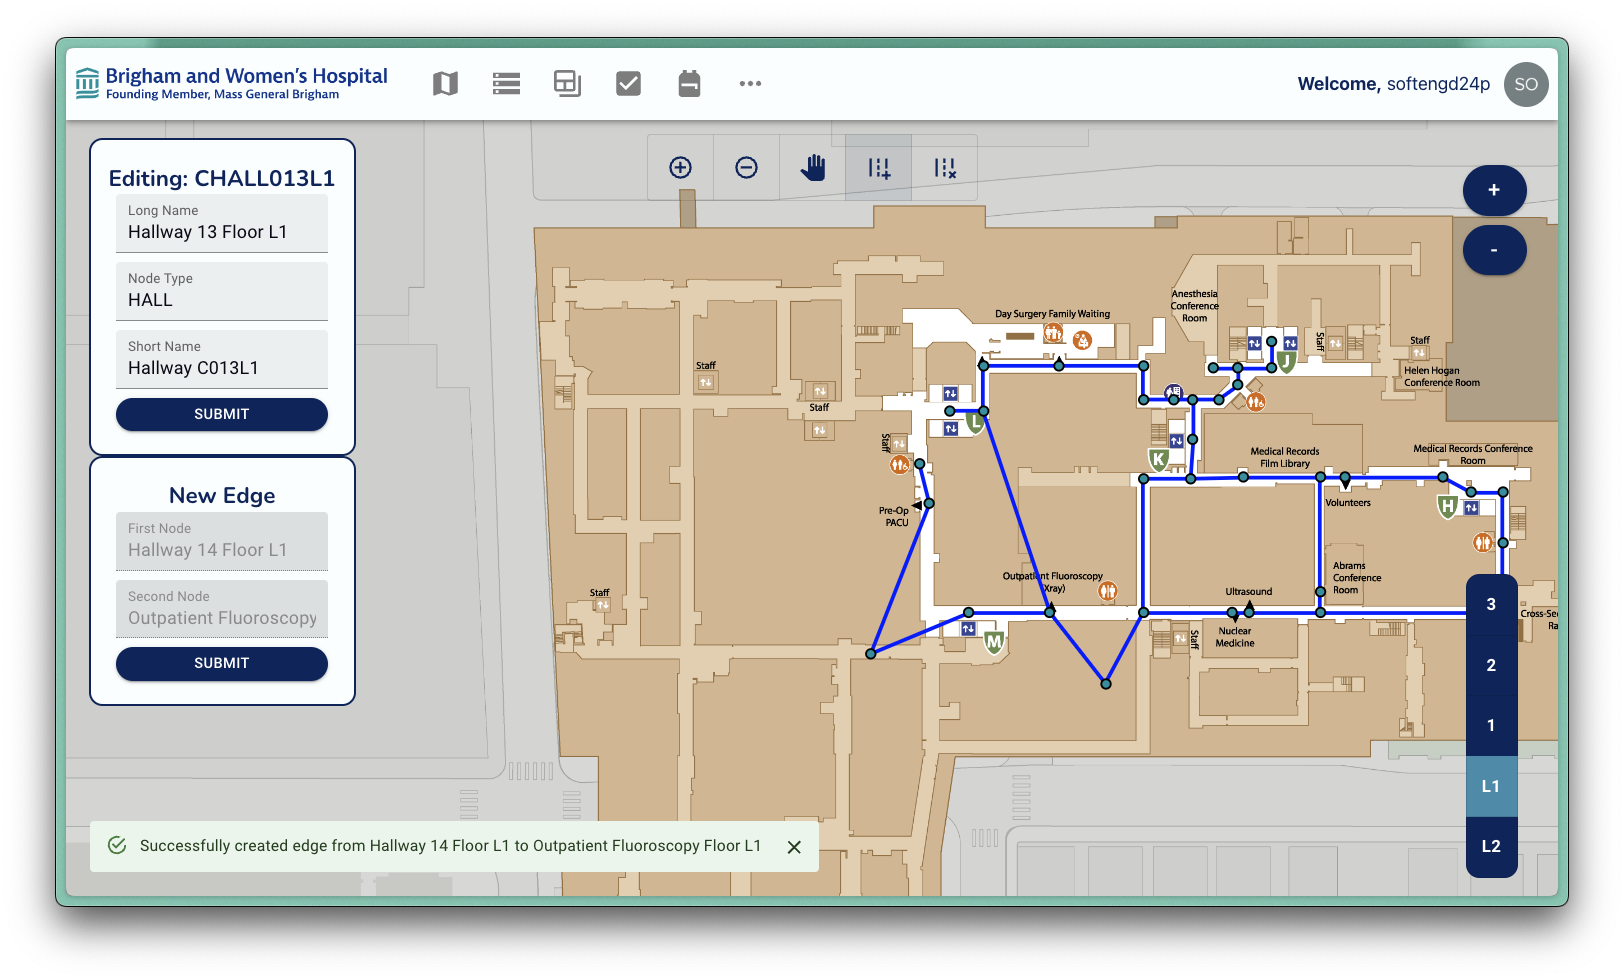 Brigham and Women's Hospital
Founding Member, Mass General Brigham
Welcome, softengd24p
SO
Editing: CHALL013L1
Long Name
Hallway 13 Floor L1
Node Type
HALL
Short Name
Hallway C013L1
SUBMIT
New Edge
First Node
Hallway 14 Floor L1
Second Node
Outpatient Fluoroscopy
SUBMIT
+
-
Anesthesia
Conference
Room
Day Surgery Family Waiting
Staff
Staff
J
Helen Hogan
Conference Room
Staff
Staff
L
Staff
K
Medical Records
Film Library
Medical Records Conference
Room
Volunteers
H
Pre-Op
PACU
Outpatient Fluoroscopy
(Xray)
Abrams
Conference
Room
Staff
Ultrasound
M
Nuclear
Medicine
Staff
Cross-Sec
Ra
3
2
1
L1
L2
Successfully created edge from Hallway 14 Floor L1 to Outpatient Fluoroscopy Floor L1